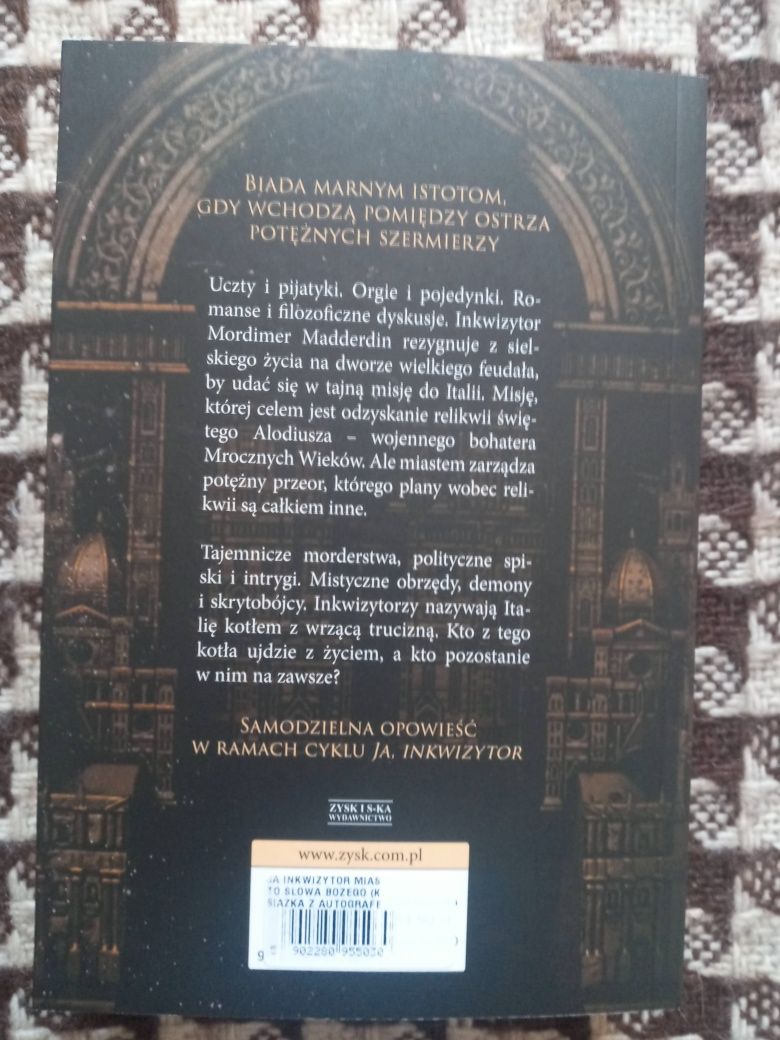 BIADA MARNYM ISTOTOM,
GDY WCHODZĄ POMIĘDZY OSTRZA
POTĘŻNYCH SZERMIERZY
Uczty i pijatyki. Orgie i pojedynki. Ro-
manse i filozoficzne dyskusje. Inkwizytor
Mordimer Madderdin rezygnuje z siel-
skiego życia na dworze wielkiego feudała,
by udać się w tajną misję do Italii. Misję,
której celem jest odzyskanie relikwii świę-
tego Alodiusza – wojennego bohatera
Mrocznych Wieków. Ale miastem zarządza
potężny przeor, którego plany wobec reli-
kwii są całkiem inne.
Tajemnicze morderstwa, polityczne spi-
ski i intrygi. Mistyczne obrzędy, demony
i skrytobójcy. Inkwizytorzy nazywają Ita-
lię kotłem z wrzącą trucizną. Kto z tego
kotła ujdzie z życiem, a kto pozostanie
w nim na zawsze?
SAMODZIELNA OPOWIEŚĆ
W RAMACH CYKLU JA, INKWIZYTOR
ZYSK I S-KA
WYDAWNICTWO
www.zysk.com.pl
JA INKWIZYTOR MIAS
TO SŁOWA BOŻEGO (K
SIĄŻKA Z AUTOGRAFE
9 902280 955030